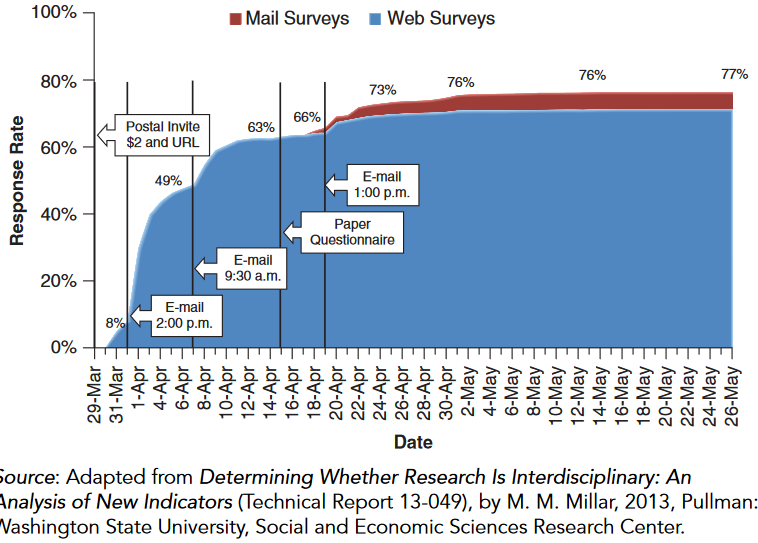 100%
Mail Surveys Web Surveys
80%
60%
40%
20%
0%
Response Rate
Postal Invite
$2 and URL
8%
E-mail
2:00 p.m.
49%
E-mail
9:30 a.m.
63%
Paper
Questionnaire
66%
E-mail
1:00 p.m.
73%
76%
76%
77%
29-Mar
31-Mar
1-Apr
4-Apr
6-Apr
8-Apr
10-Apr
12-Apr
14-Apr
16-Apr
18-Apr
20-Apr
22-Apr
24-Apr
26-Apr
28-Apr
30-Apr
2-May
4-May
6-May
8-May
10-May
12-May
14-May
16-May
18-May
20-May
22-May
24-May
26-May
Date
Source: Adapted from Determining Whether Research Is Interdisciplinary: An
Analysis of New Indicators (Technical Report 13-049), by M. M. Millar, 2013, Pullman:
Washington State University, Social and Economic Sciences Research Center.